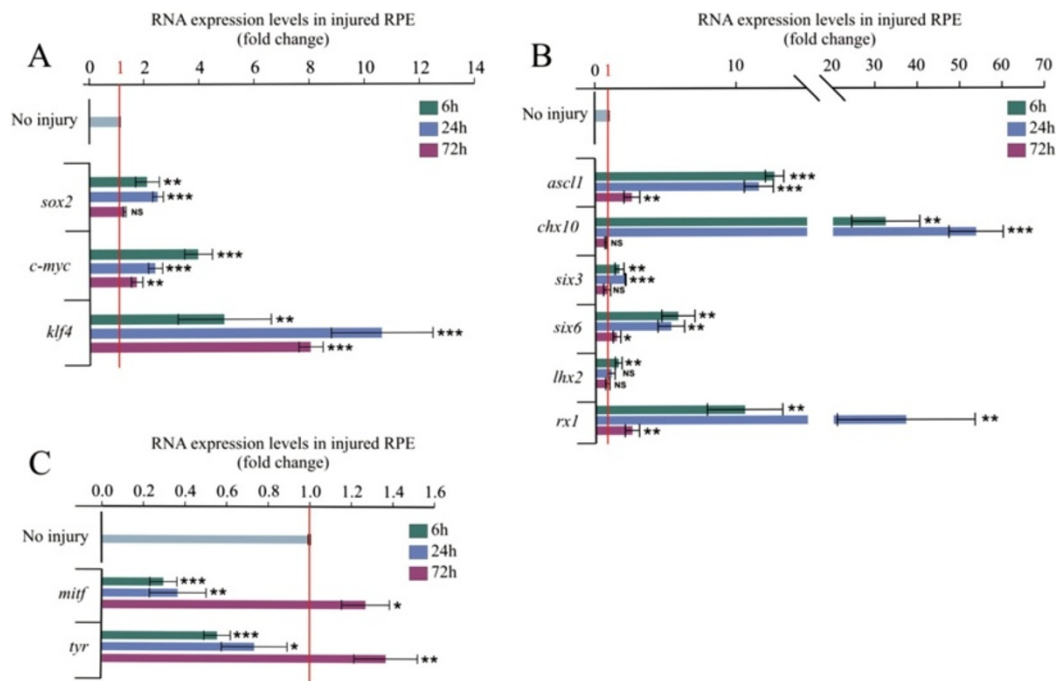 RNA expression levels in injured RPE
(fold change)
A
0 1 2 4 6 8 10 12 14
No injury
6h
24h
72h
sox2
**
***
NS
c-myc
***
***
**
klf4
**
***
***
RNA expression levels in injured RPE
(fold change)
B
0 1 10 20 30 40 50 60 70
No injury
6h
24h
72h
ascl1
***
***
**
chx10
**
***
NS
six3
**
***
NS
six6
**
**
*
lhx2
**
NS
NS
rx1
**
**
**
RNA expression levels in injured RPE
(fold change)
C
0.0 0.2 0.4 0.6 0.8 1.0 1.2 1.4 1.6
No injury
6h
24h
72h
mitf
***
**
*
tyr
***
*
**